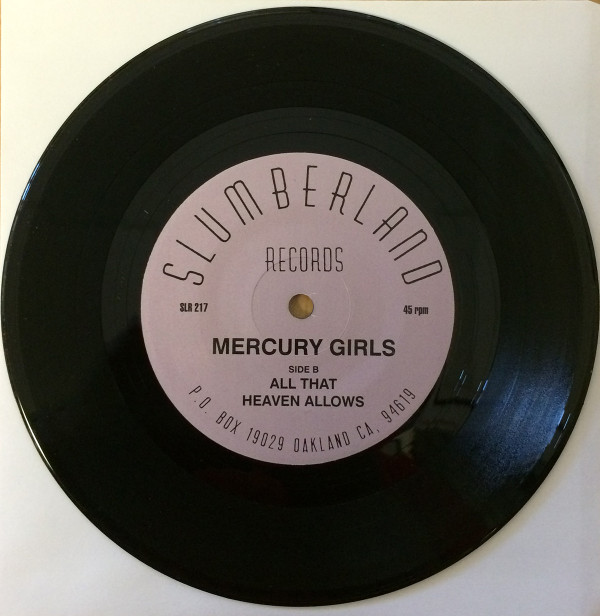 SLUMBERLAND
RECORDS
SLR 217
45 rpm
MERCURY GIRLS
SIDE B
ALL THAT
HEAVEN ALLOWS
P.O. BOX 19029 OAKLAND CA, 94619